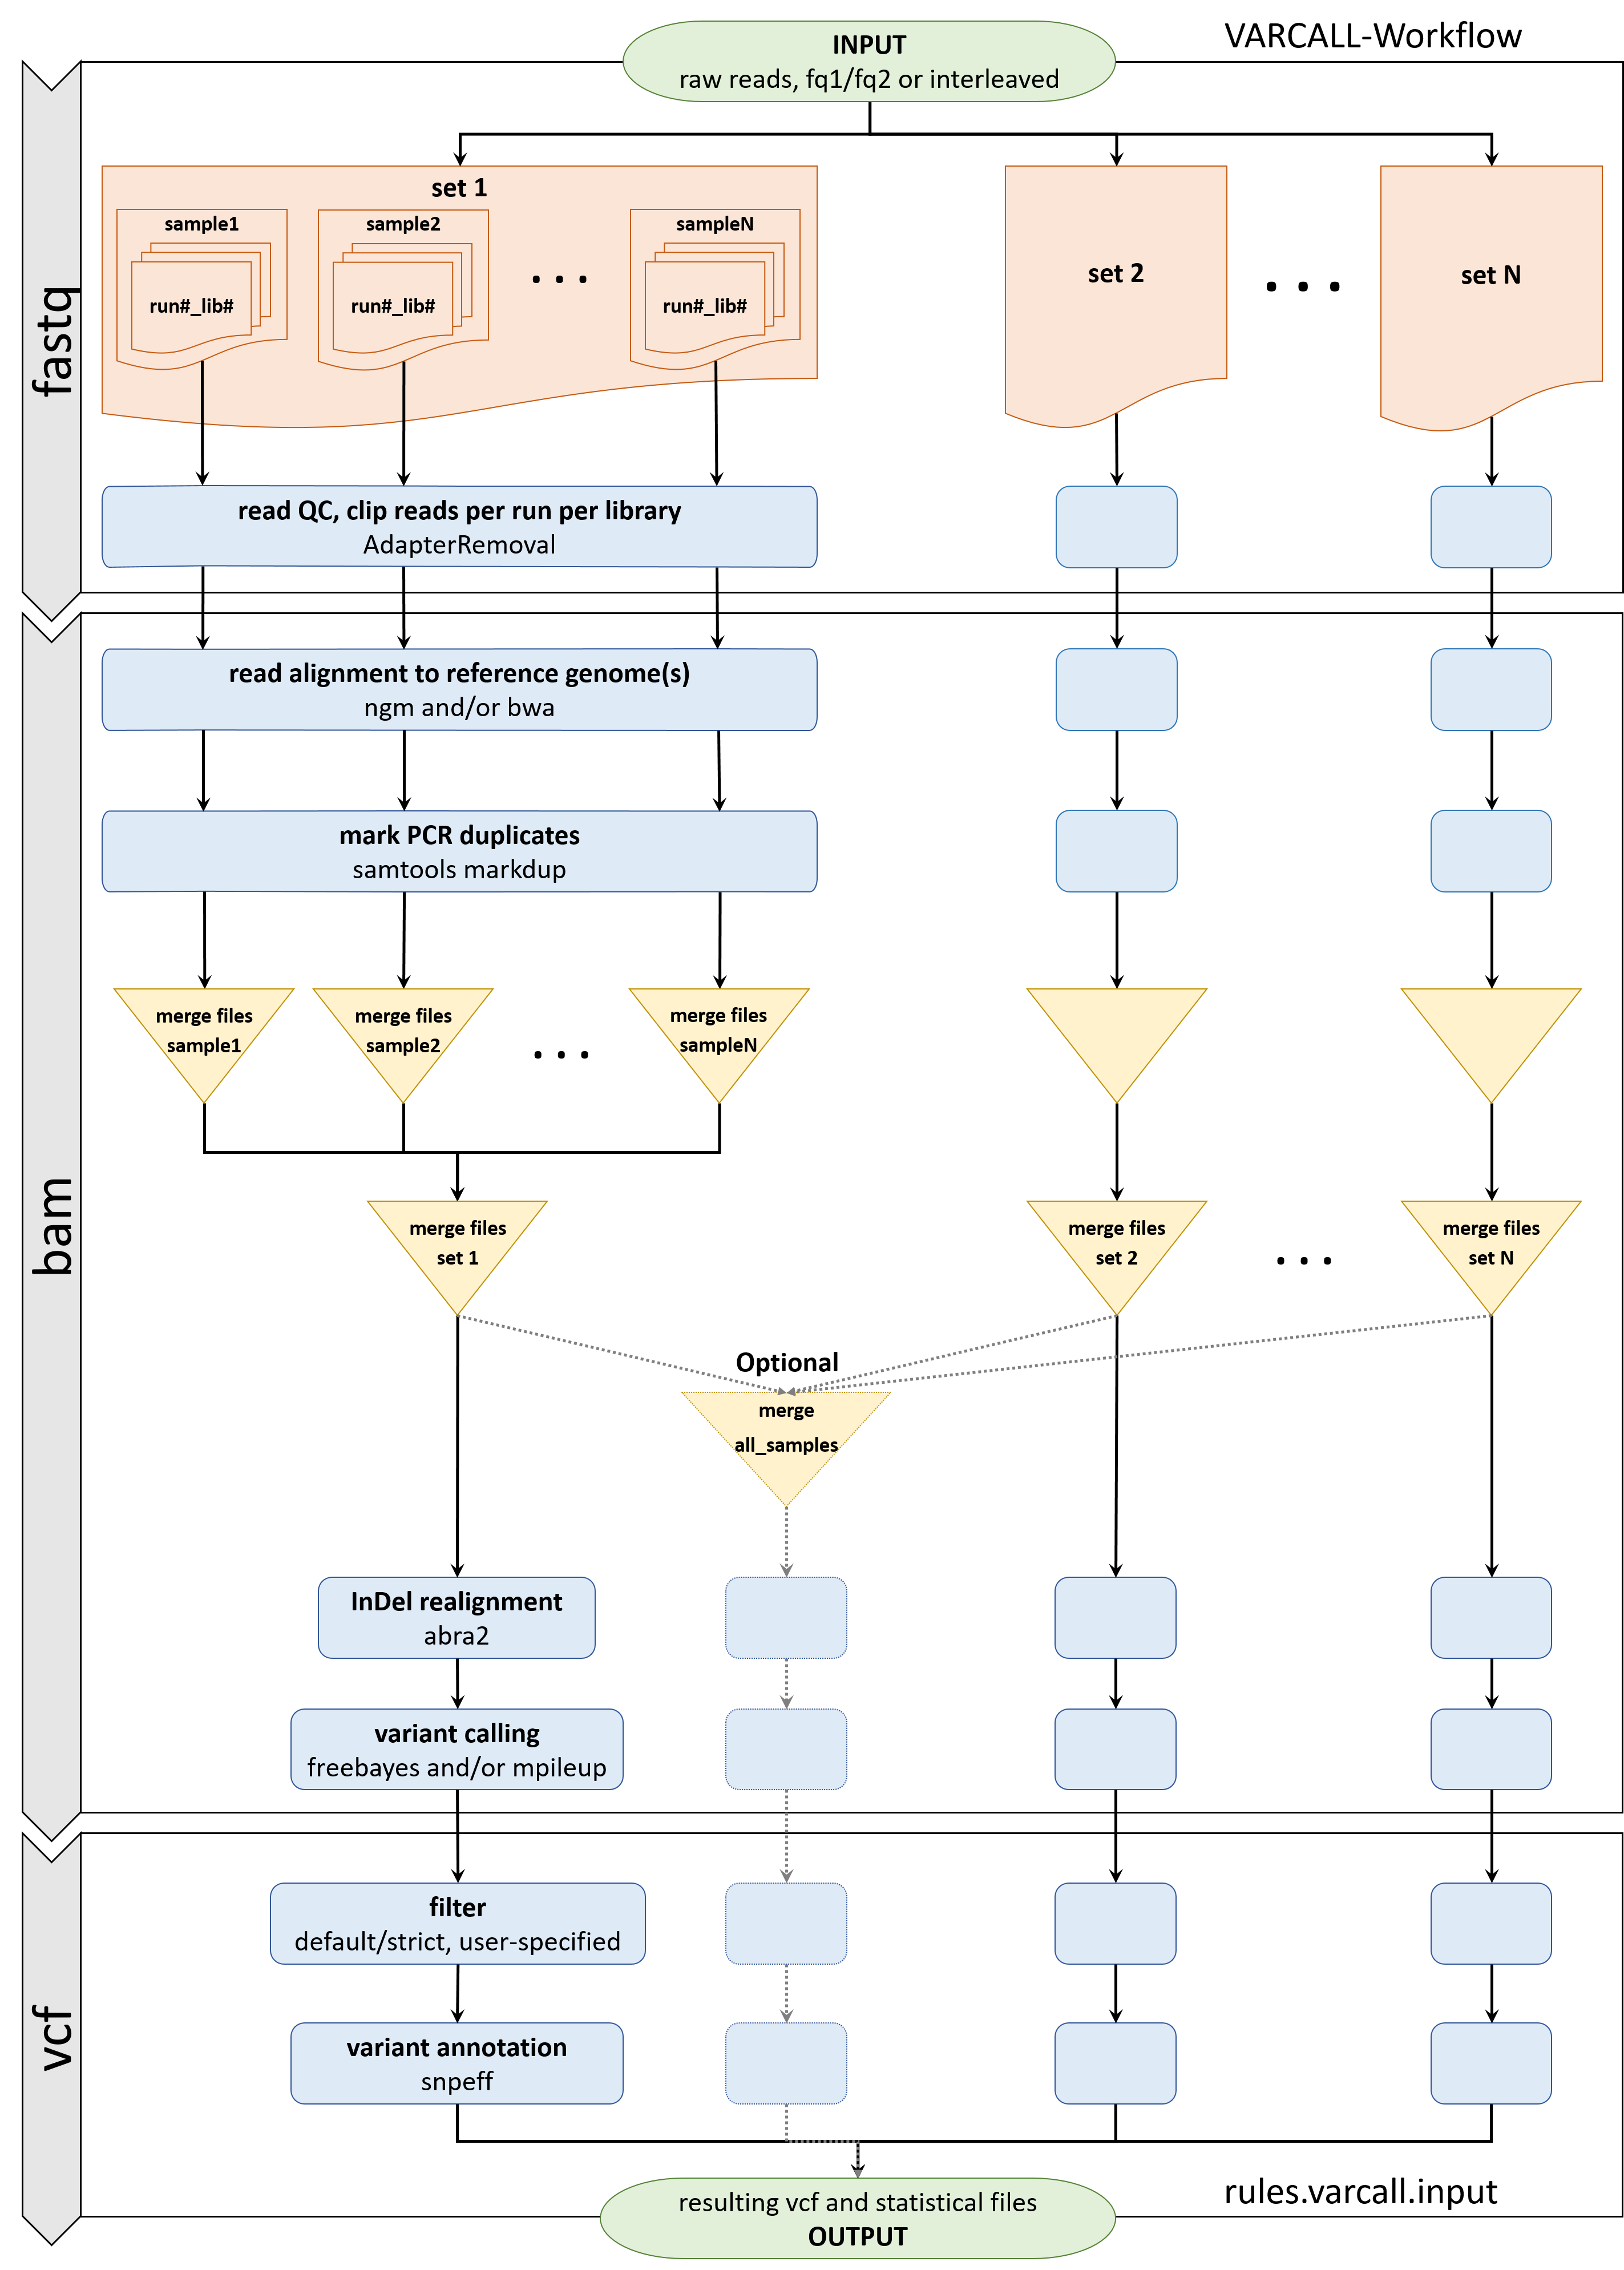 VARCALL-Workflow
INPUT
raw reads, fq1/fq2 or interleaved
fastq
set 1
sample1
sample2
sampleN
run#_lib#
run#_lib#
. . .
run#_lib#
set 2
. . .
set N
read QC, clip reads per run per library
AdapterRemoval
bam
read alignment to reference genome(s)
ngm and/or bwa
mark PCR duplicates
samtools markdup
merge files
sample1
merge files
sample2
. . .
merge files
sampleN
merge files
set 1
merge files
set 2
. . .
merge files
set N
Optional
merge
all_samples
InDel realignment
abra2
variant calling
freebayes and/or mpileup
vcf
filter
default/strict, user-specified
variant annotation
snpeff
rules.varcall.input
resulting vcf and statistical files
OUTPUT